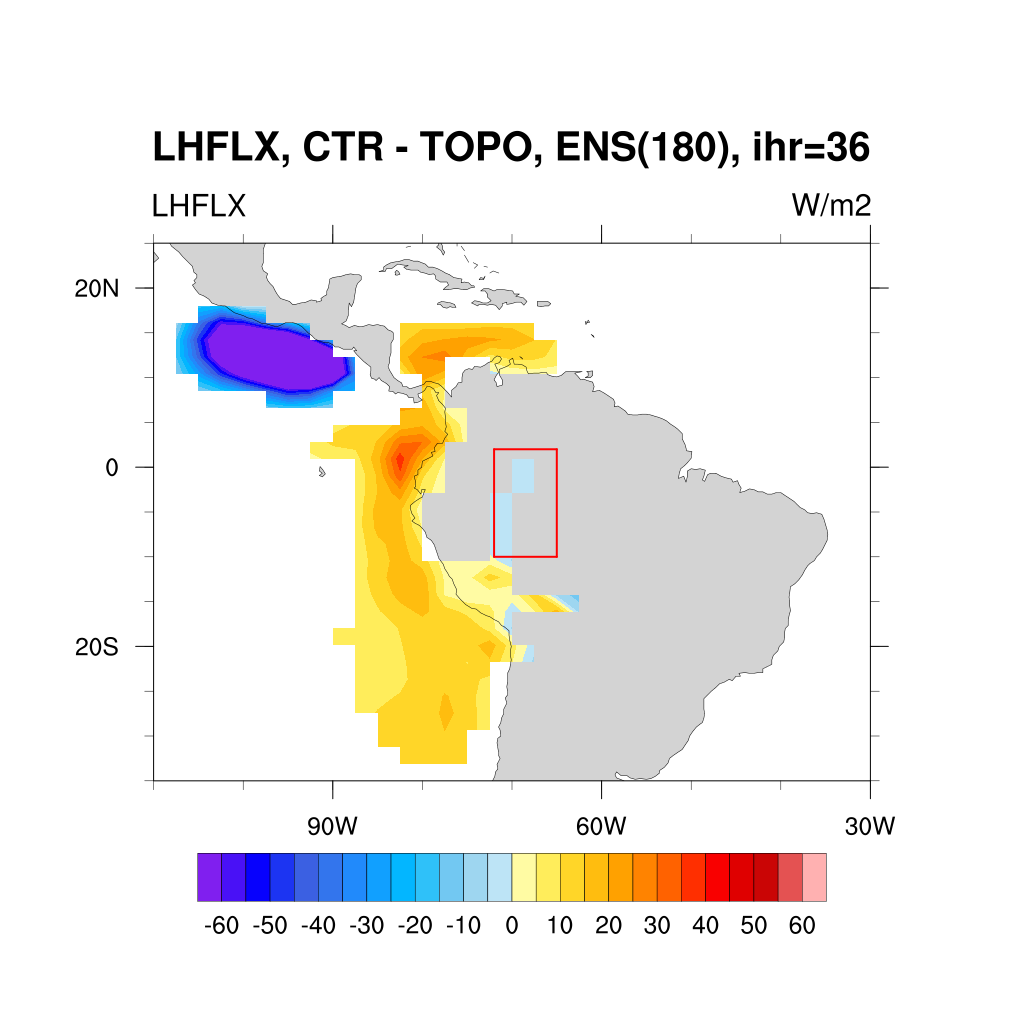 LHFLX, CTR - TOPO, ENS(180), ihr=36
LHFLX W/m2
20N
0
20S
90W 60W 30W
-60 -50 -40 -30 -20 -10 0 10 20 30 40 50 60